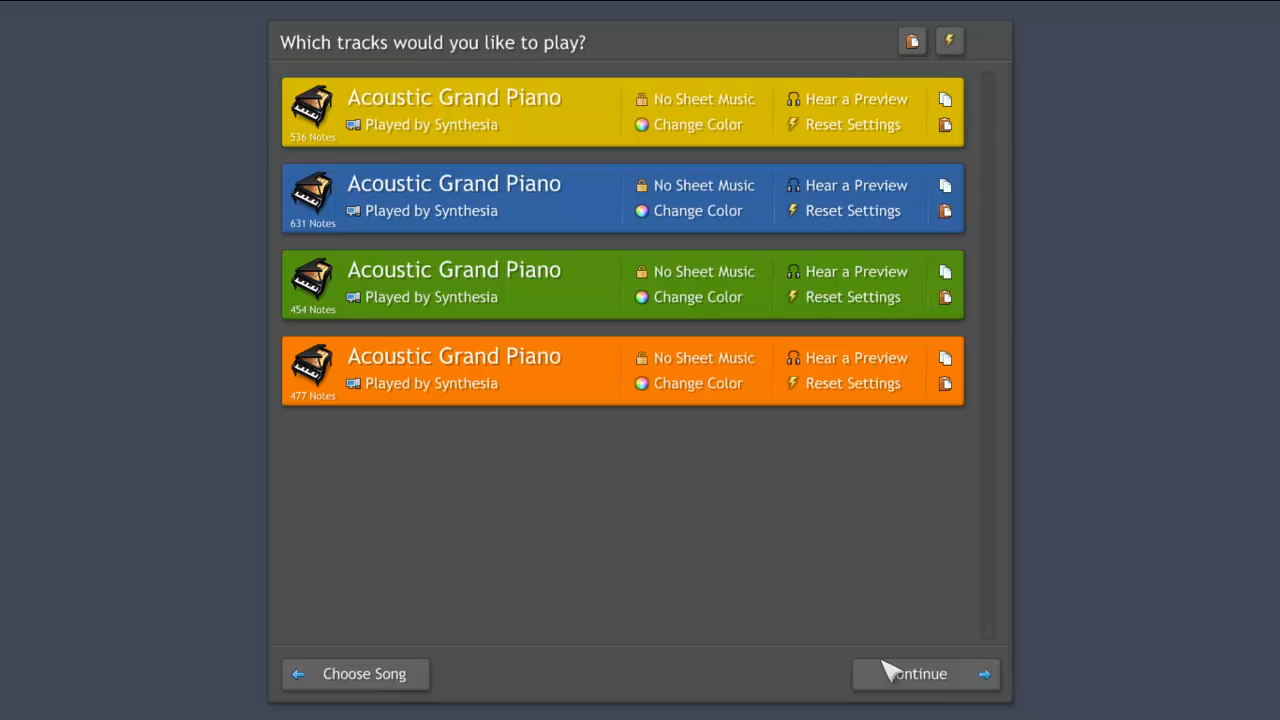 Which tracks would you like to play?
Acoustic Grand Piano
No Sheet Music
Hear a Preview
536 Notes
Played by Synthesia
Change Color
Reset Settings
Acoustic Grand Piano
No Sheet Music
Hear a Preview
631 Notes
Played by Synthesia
Change Color
Reset Settings
Acoustic Grand Piano
No Sheet Music
Hear a Preview
454 Notes
Played by Synthesia
Change Color
Reset Settings
Acoustic Grand Piano
No Sheet Music
Hear a Preview
477 Notes
Played by Synthesia
Change Color
Reset Settings
Choose Song
Continue